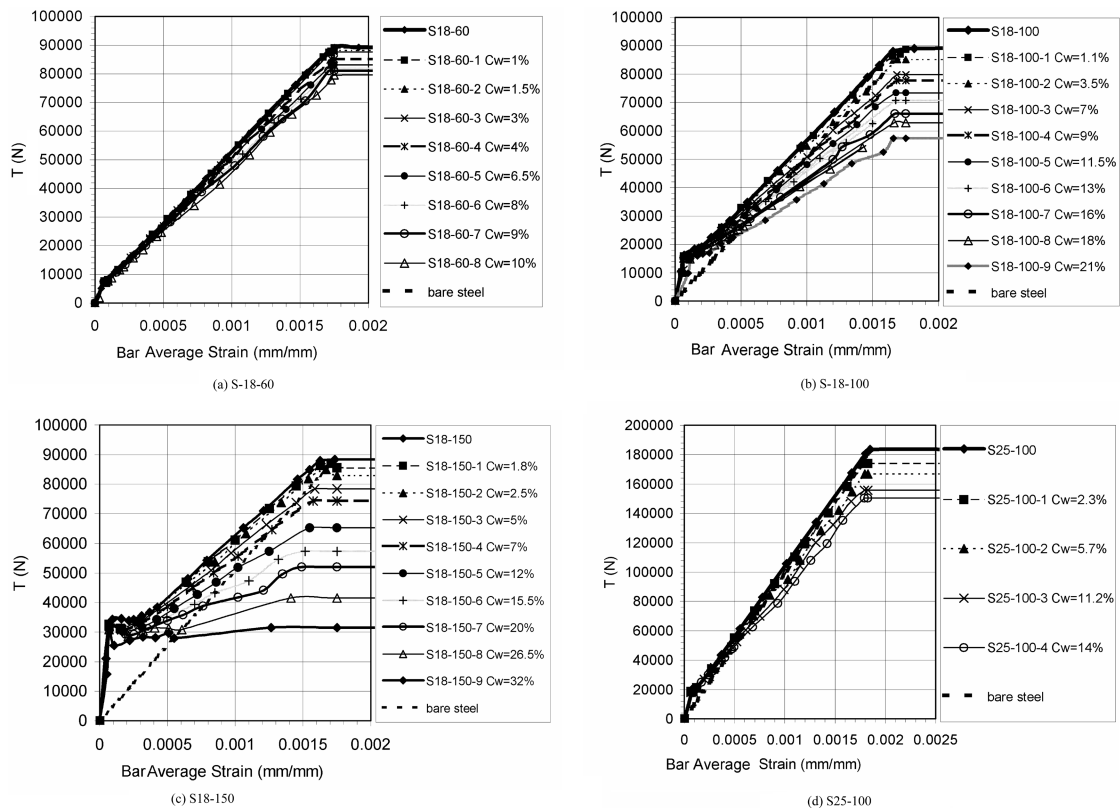 100000
90000
80000
70000
60000
50000
40000
30000
20000
10000
0
T (N)
0 0.0005 0.001 0.0015 0.002
Bar Average Strain (mm/mm)
S18-60
S18-60-1 Cw=1%
S18-60-2 Cw=1.5%
S18-60-3 Cw=3%
S18-60-4 Cw=4%
S18-60-5 Cw=6.5%
S18-60-6 Cw=8%
S18-60-7 Cw=9%
S18-60-8 Cw=10%
bare steel
(a) S-18-60
100000
90000
80000
70000
60000
50000
40000
30000
20000
10000
0
T (N)
0 0.0005 0.001 0.0015 0.002
Bar Average Strain (mm/mm)
S18-100
S18-100-1 Cw=1.1%
S18-100-2 Cw=3.5%
S18-100-3 Cw=7%
S18-100-4 Cw=9%
S18-100-5 Cw=11.5%
S18-100-6 Cw=13%
S18-100-7 Cw=16%
S18-100-8 Cw=18%
S18-100-9 Cw=21%
bare steel
(b) S-18-100
100000
90000
80000
70000
60000
50000
40000
30000
20000
10000
0
T (N)
0 0.0005 0.001 0.0015 0.002
Bar Average Strain (mm/mm)
S18-150
S18-150-1 Cw=1.8%
S18-150-2 Cw=2.5%
S18-150-3 Cw=5%
S18-150-4 Cw=7%
S18-150-5 Cw=12%
S18-150-6 Cw=15.5%
S18-150-7 Cw=20%
S18-150-8 Cw=26.5%
S18-150-9 Cw=32%
bare steel
(c) S18-150
200000
180000
160000
140000
120000
100000
80000
60000
40000
20000
0
T (N)
0 0.0005 0.001 0.0015 0.002 0.0025
Bar Average Strain (mm/mm)
S25-100
S25-100-1 Cw=2.3%
S25-100-2 Cw=5.7%
S25-100-3 Cw=11.2%
S25-100-4 Cw=14%
bare steel
(d) S25-100